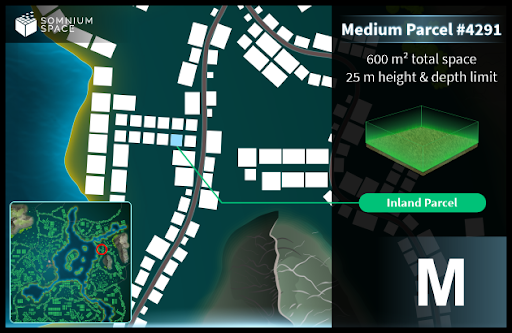 SOMNIUM
SPACE
Medium Parcel #4291
600 m² total space
25 m height & depth limit
Inland Parcel
M